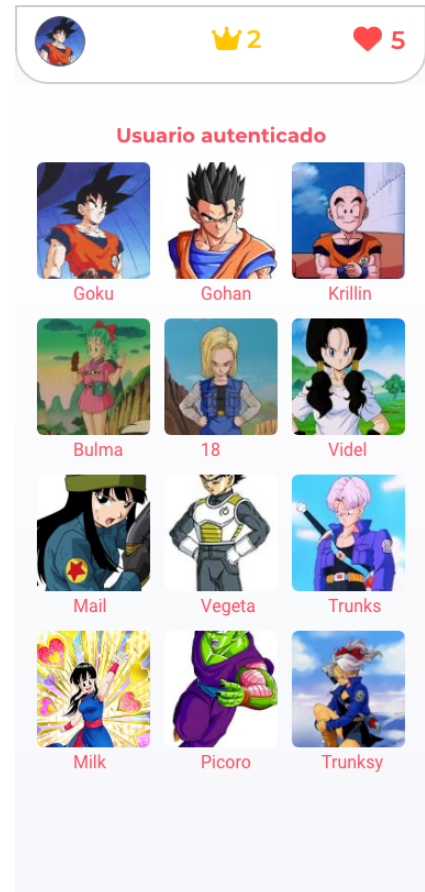 2
5
Usuario autenticado
Goku Gohan Krillin
Bulma 18 Videl
Mail Vegeta Trunks
Milk Picoro Trunksy